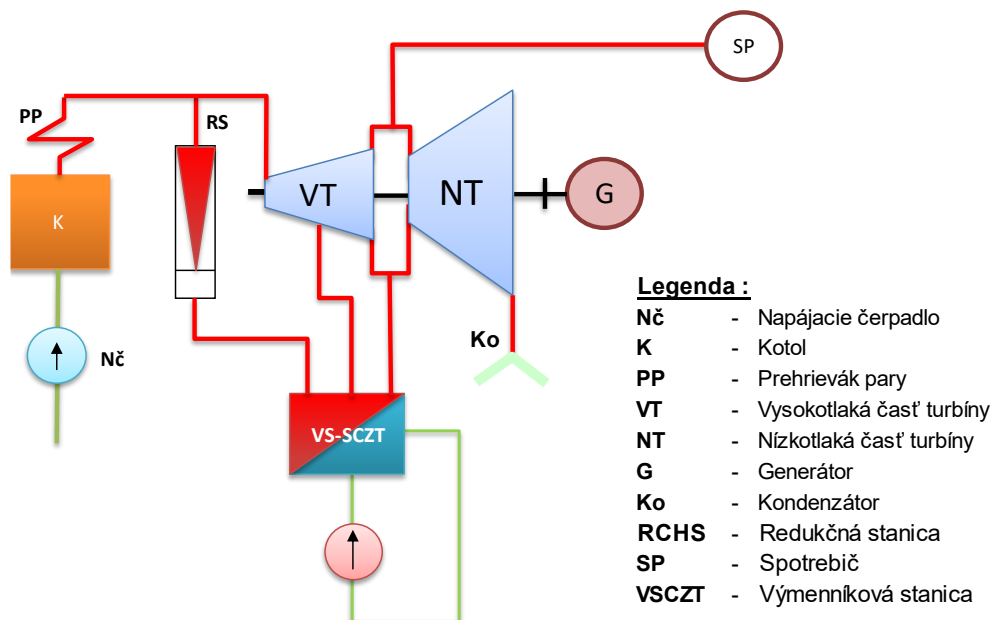 SP
PP
RS
VT
NT
G
K
Nč
Ko
VS-SCZT
Legenda :
Nč - Napájacie čerpadlo
K - Kotol
PP - Prehrievák pary
VT - Vysokotlaká časť turbíny
NT - Nízkotlaká časť turbíny
G - Generátor
Ko - Kondenzátor
RCHS - Redukčná stanica
SP - Spotrebič
VSCZT - Výmenníková stanica